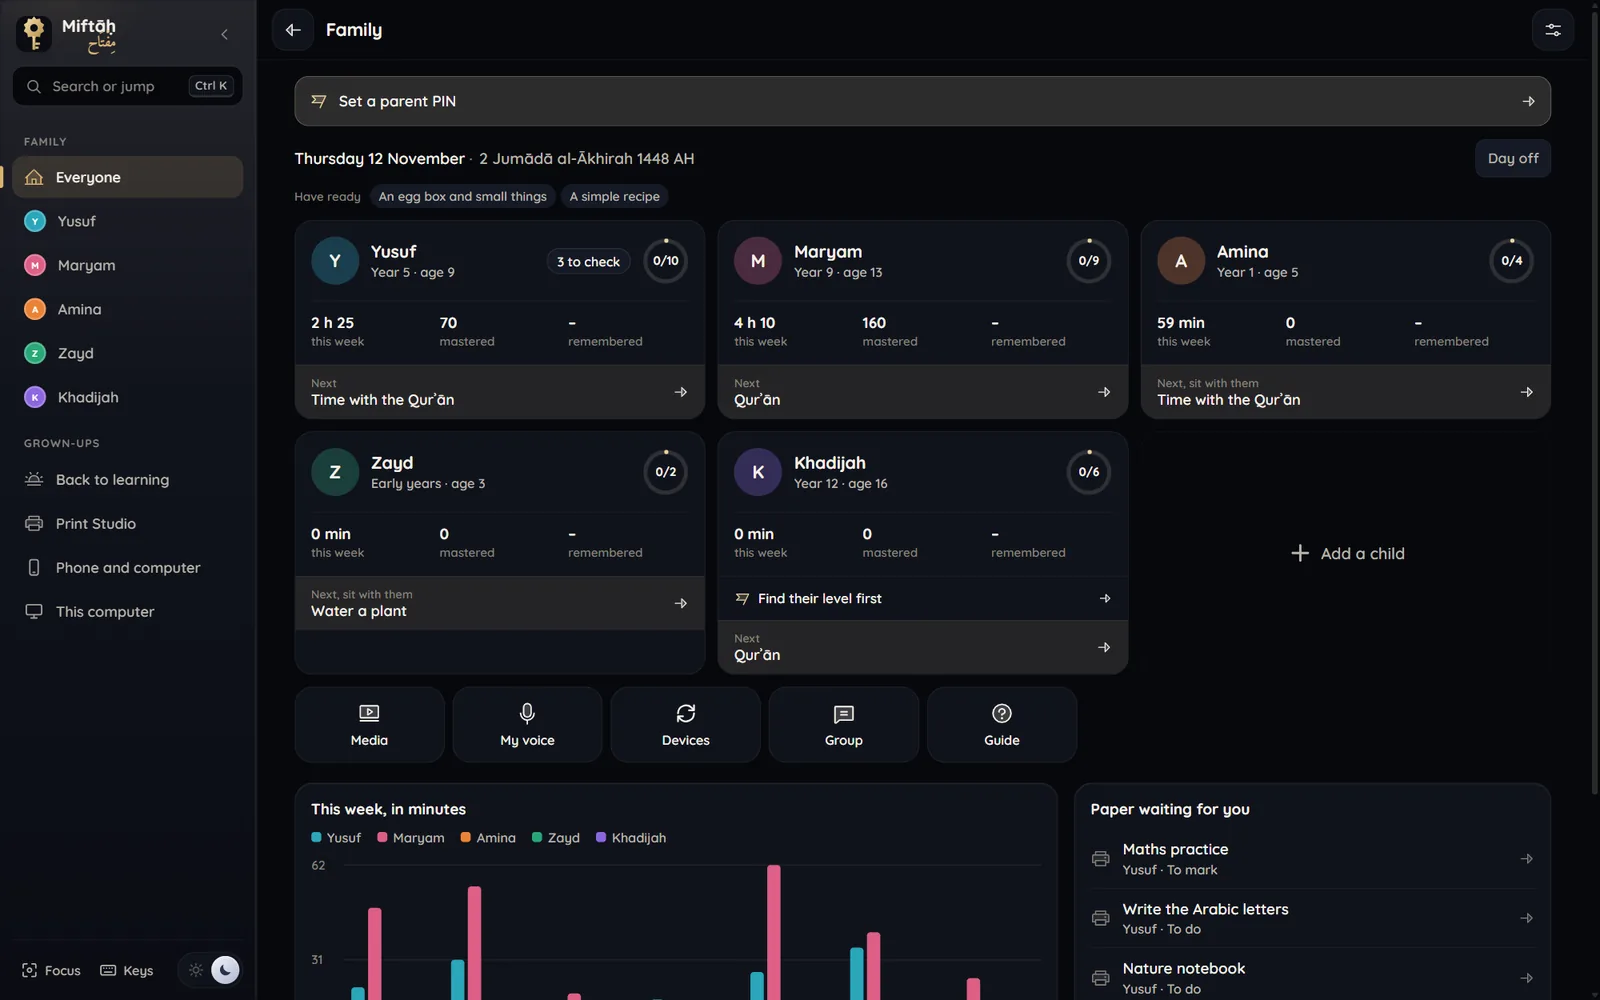 Miftāḥ
مِفتاح
Search or jump
Ctrl K
FAMILY
Everyone
Y
Yusuf
M
Maryam
A
Amina
Z
Zayd
K
Khadijah
GROWN-UPS
Back to learning
Print Studio
Phone and computer
This computer
Focus
Keys
Family
Set a parent PIN
Thursday 12 November · 2 Jumādā al-Ākhirah 1448 AH
Day off
Have ready
An egg box and small things
A simple recipe
Y
Yusuf
Year 5 · age 9
3 to check
0/10
2 h 25
this week
70
mastered
–
remembered
Next
Time with the Qurʾān
M
Maryam
Year 9 · age 13
0/9
4 h 10
this week
160
mastered
–
remembered
Next
Qurʾān
A
Amina
Year 1 · age 5
0/4
59 min
this week
0
mastered
–
remembered
Next, sit with them
Time with the Qurʾān
Z
Zayd
Early years · age 3
0/2
0 min
this week
0
mastered
–
remembered
Next, sit with them
Water a plant
K
Khadijah
Year 12 · age 16
0/6
0 min
this week
0
mastered
–
remembered
Find their level first
Next
Qurʾān
Add a child
Media
My voice
Devices
Group
Guide
This week, in minutes
Yusuf
Maryam
Amina
Zayd
Khadijah
62
31
Paper waiting for you
Maths practice
Yusuf · To mark
Write the Arabic letters
Yusuf · To do
Nature notebook
Yusuf · To do